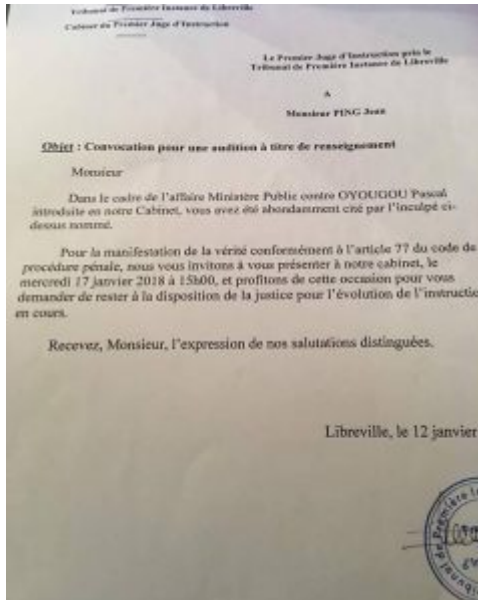 Tribunal de Première Instance de Libreville
Cabinet du Premier Juge d'Instruction
Le Premier Juge d'Instruction près le
Tribunal de Première Instance de Libreville
A
Monsieur PING Jean
Objet : Convocation pour une audition à titre de renseignement
Monsieur
Dans le cadre de l'affaire Ministère Public contre OYOUGOU Pascal
introduite en notre Cabinet, vous avez été abondamment cité par l'inculpé ci-
dessus nommé.
Pour la manifestation de la vérité conformément à l'article 77 du code de
procédure pénale, nous vous invitons à vous présenter à notre cabinet, le
mercredi 17 janvier 2018 à 15h00, et profitons de cette occasion pour vous
demander de rester à la disposition de la justice pour l'évolution de l'instructio
en cours.
Recevez, Monsieur, l'expression de nos salutations distinguées.
Libreville, le 12 janvier
Tribunal de Première In